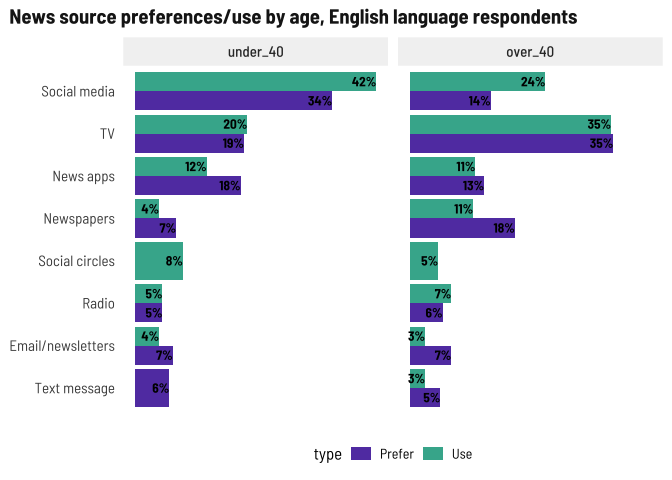 News source preferences/use by age, English language respondents
under_40 over_40
Social media 42% 24%
34% 14%
TV 20% 35%
19% 35%
News apps 12% 11%
18% 13%
Newspapers 4% 11%
7% 18%
Social circles 8% 5%
Radio 5% 7%
5% 6%
Email/newsletters 4% 3%
7% 7%
Text message 6% 3%
5%
type Prefer Use